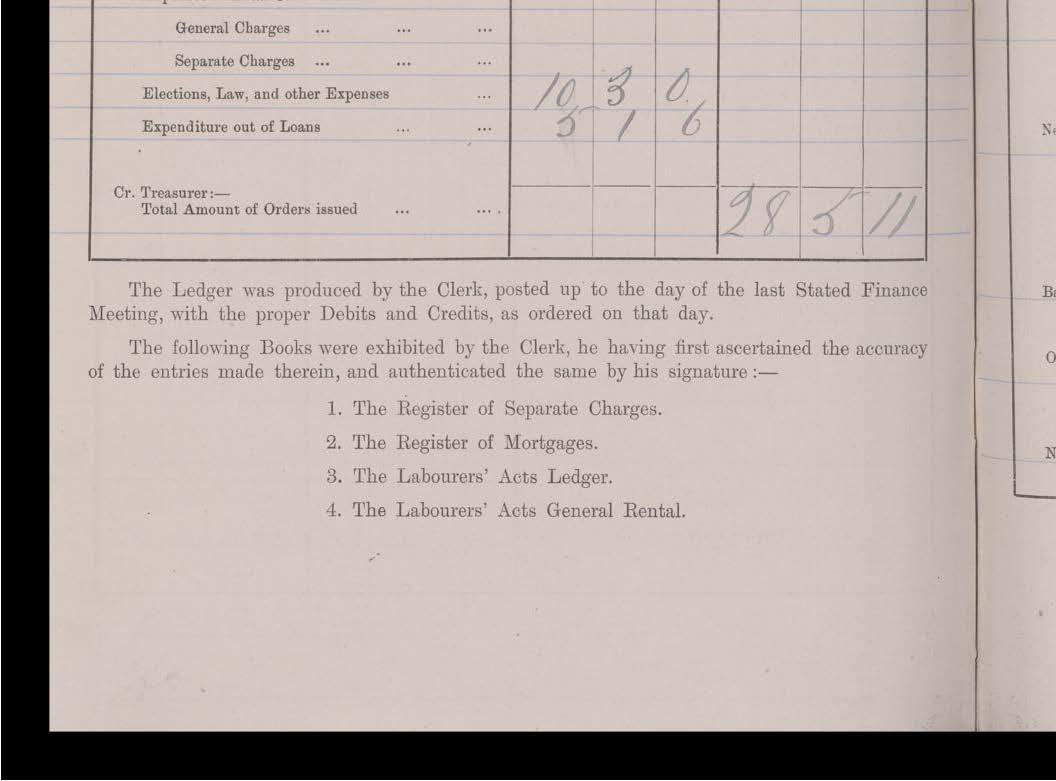 General Charges ... ... ...
Separate Charges ... ... ...
Elections, Law, and other Expenses ... 10 3 0
Expenditure out of Loans ... ... 5 1 6
Cr. Treasurer:—
Total Amount of Orders issued ... ... 28 5 11
The Ledger was produced by the Clerk, posted up to the day of the last Stated Finance
Meeting, with the proper Debits and Credits, as ordered on that day.
The following Books were exhibited by the Clerk, he having first ascertained the accuracy
of the entries made therein, and authenticated the same by his signature:—
1. The Register of Separate Charges.
2. The Register of Mortgages.
3. The Labourers' Acts Ledger.
4. The Labourers' Acts General Rental.